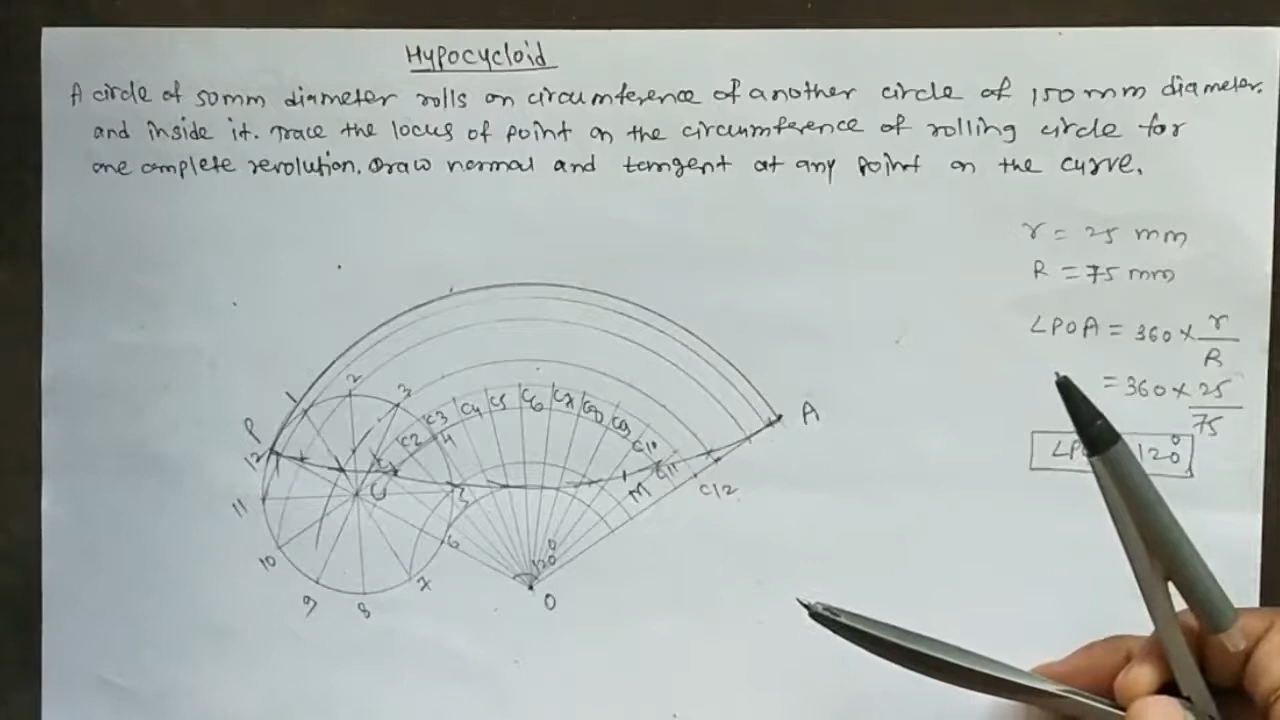 Hypocycloid
A circle of 50mm diameter rolls on circumference of another circle of 150 mm diameter.
and inside it. Trace the locus of point on the circumference of rolling circle for
one complete revolution. Draw normal and tangent at any point on the curve.
r = 25 mm
R = 75 mm
∠POA = 360 × r/R
= 360 × 25/75
120°
P
1
2
3
4
5
6
7
8
9
10
11
12
C
C2
C3
C4
C5
C6
C7
C8
C9
C10
C11
C12
M
A
120°
O